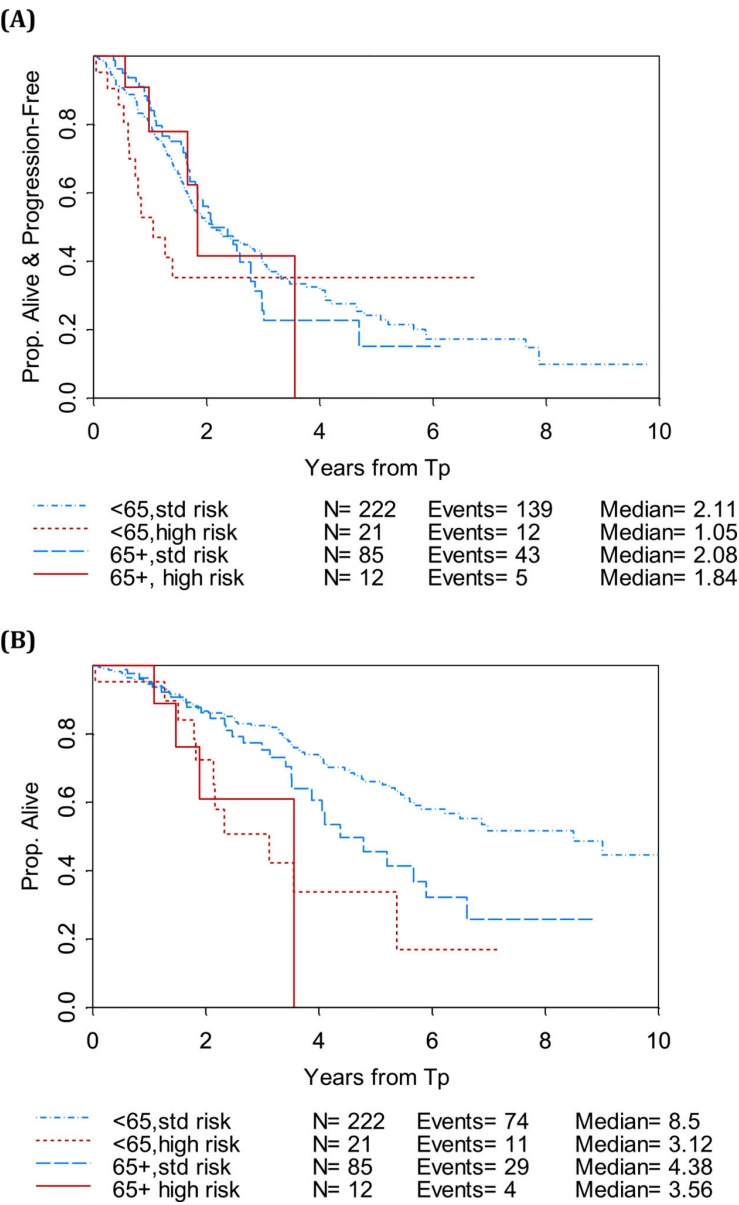 (A)
Prop. Alive & Progression-Free
0.0 0.2 0.4 0.6 0.8
0 2 4 6 8 10
Years from Tp
<65,std risk N= 222 Events= 139 Median= 2.11
<65,high risk N= 21 Events= 12 Median= 1.05
65+,std risk N= 85 Events= 43 Median= 2.08
65+, high risk N= 12 Events= 5 Median= 1.84
(B)
Prop. Alive
0.0 0.2 0.4 0.6 0.8
0 2 4 6 8 10
Years from Tp
<65,std risk N= 222 Events= 74 Median= 8.5
<65,high risk N= 21 Events= 11 Median= 3.12
65+,std risk N= 85 Events= 29 Median= 4.38
65+ high risk N= 12 Events= 4 Median= 3.56